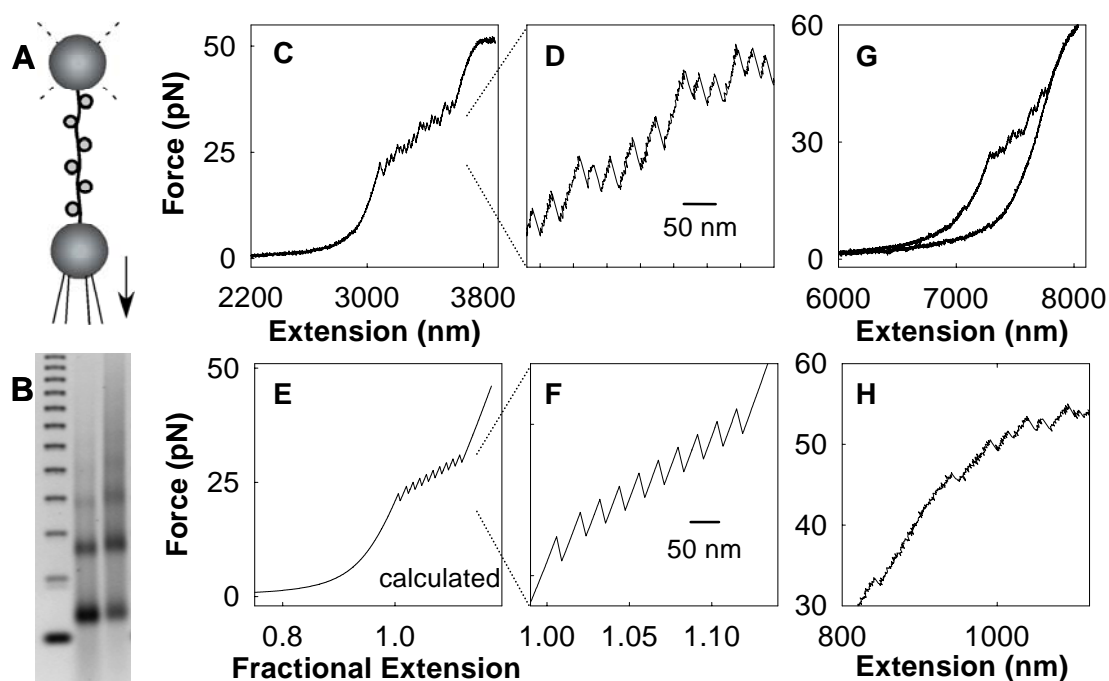 A
B
C
Force (pN)
50
25
0
2200 3000 3800
Extension (nm)
D
50 nm
G
60
30
0
6000 7000 8000
Extension (nm)
E
Force (pN)
50
25
0
calculated
0.8 1.0
Fractional Extension
F
50 nm
1.00 1.05 1.10
H
60
50
40
30
800 1000
Extension (nm)